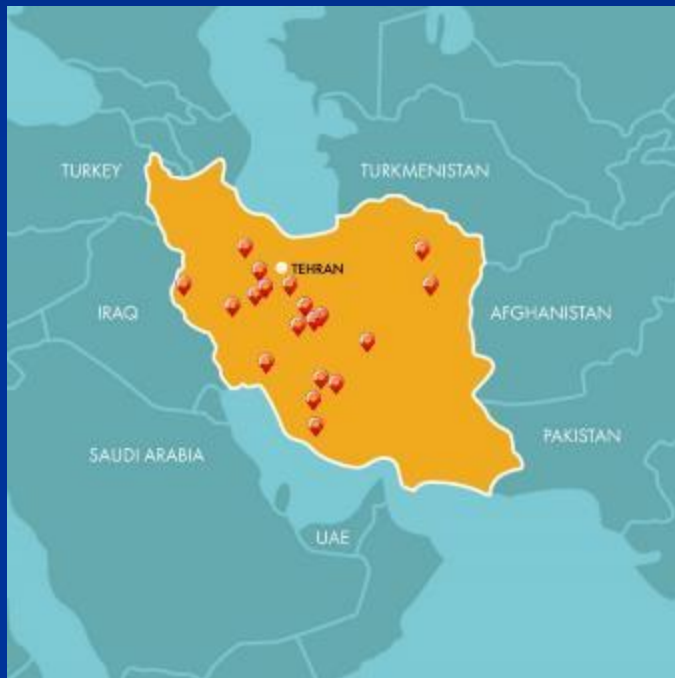 TURKEY
TURKMENISTAN
TEHRAN
IRAQ
AFGHANISTAN
PAKISTAN
SAUDI ARABIA
UAE